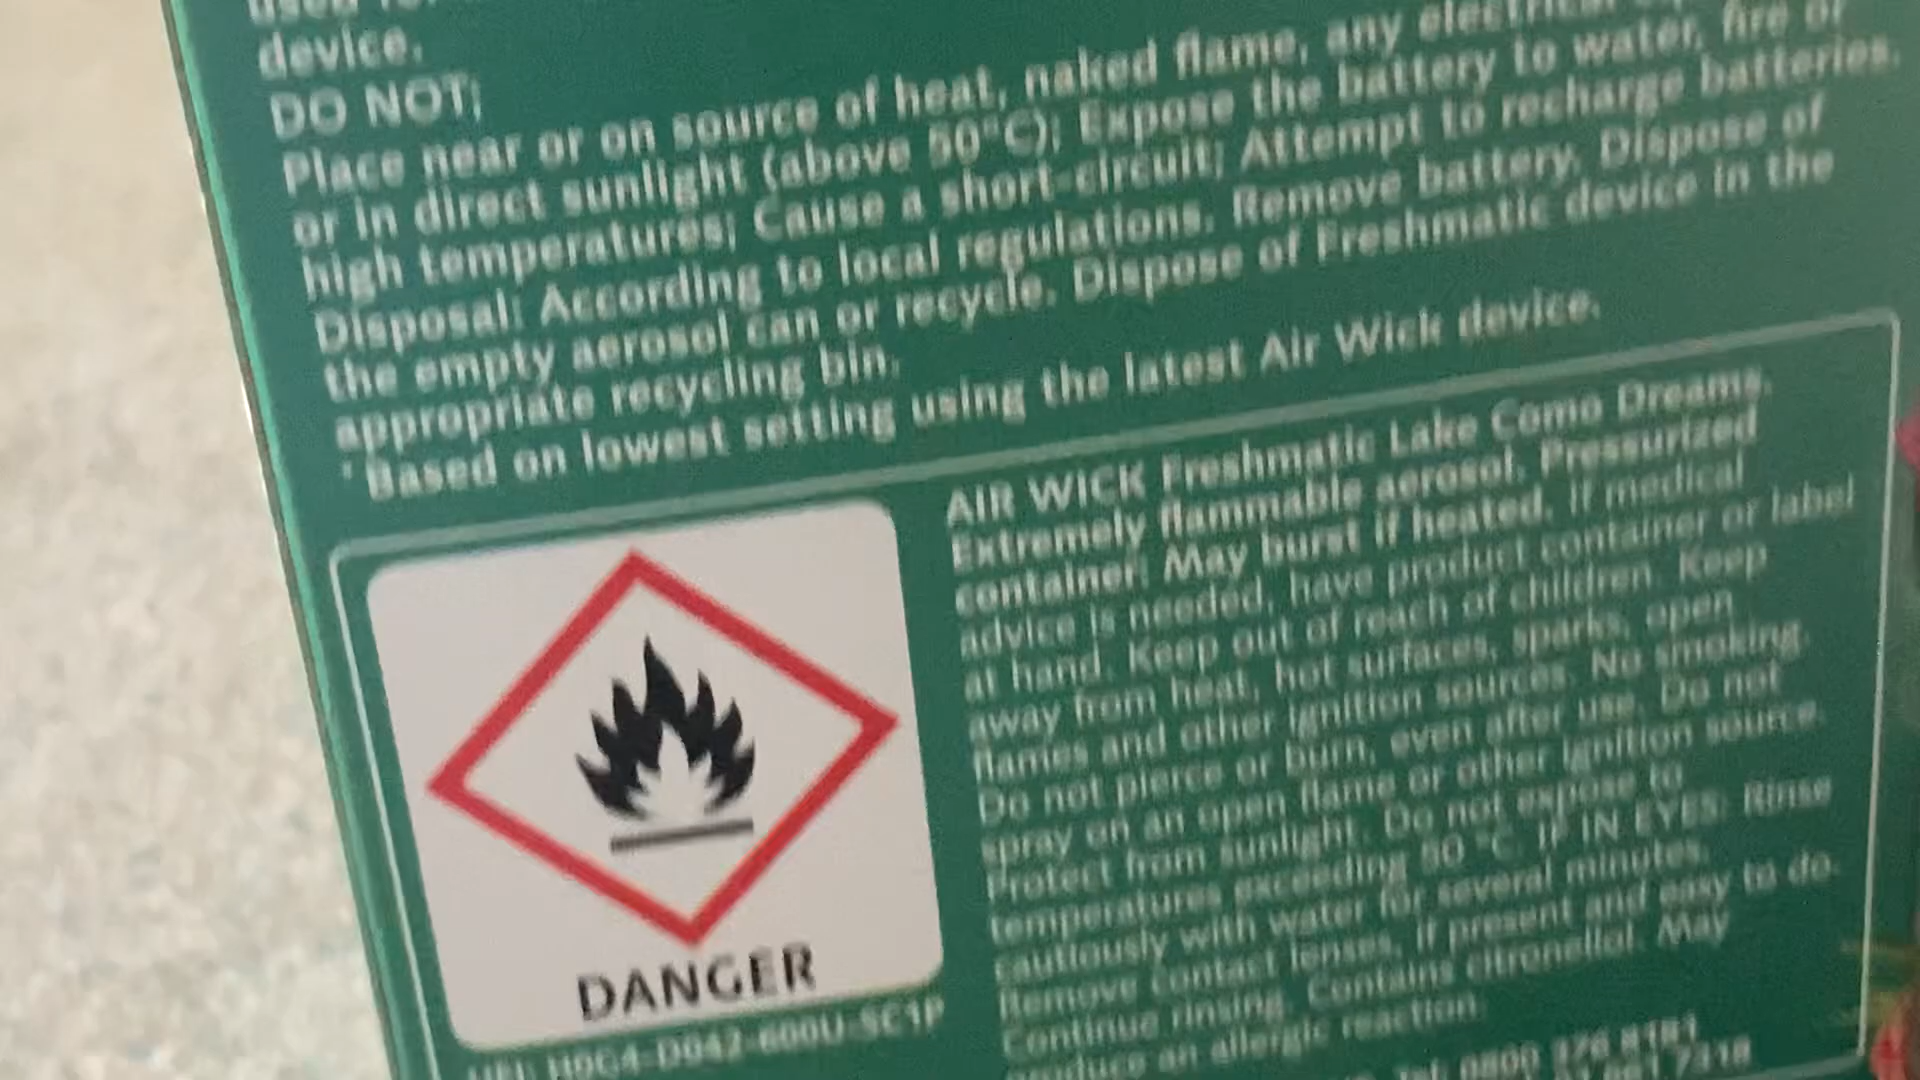 device.
DO NOT:
Place near or on source of heat, naked flame, any electrical
or in direct sunlight (above 50°C); Expose the battery to water, fire or
high temperatures; Cause a short-circuit; Attempt to recharge batteries.
Disposal: According to local regulations. Remove battery. Dispose of
the empty aerosol can or recycle. Dispose of Freshmatic device in the
appropriate recycling bin.
*Based on lowest setting using the latest Air Wick device.
AIR WICK Freshmatic Lake Como Dreams.
Extremely flammable aerosol. Pressurized
container: May burst if heated. If medical
advice is needed, have product container or label
at hand. Keep out of reach of children. Keep
away from heat, hot surfaces, sparks, open
flames and other ignition sources. No smoking.
Do not pierce or burn, even after use. Do not
spray on an open flame or other ignition source.
Protect from sunlight. Do not expose to
temperatures exceeding 50 °C. IF IN EYES: Rinse
cautiously with water for several minutes.
Remove contact lenses, if present and easy to do.
Continue rinsing. Contains citronellol. May
produce an allergic reaction.
DANGER
UFI: H0G4-D042-600U-SC1P
Tel: 0800 376 8181